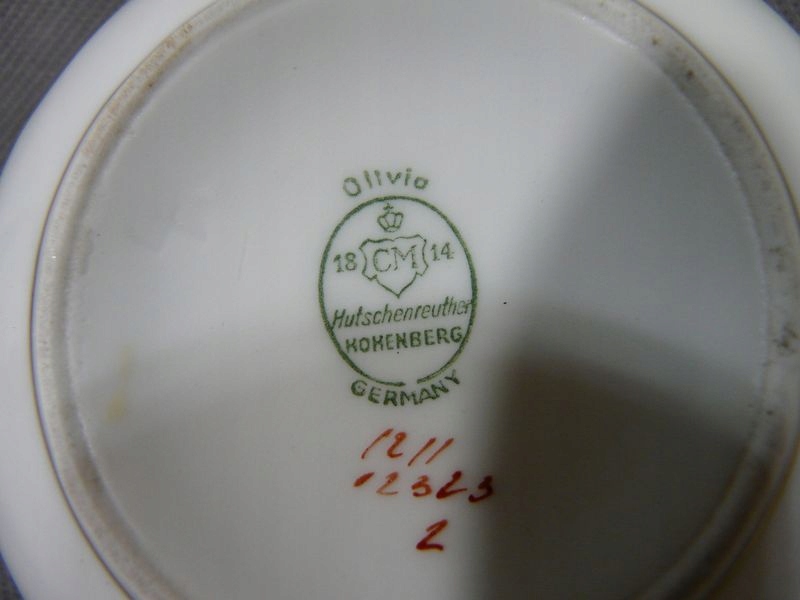 Olivia
18 CM 14
Hutschenreuther
HOHENBERG
GERMANY
1211
12323
2